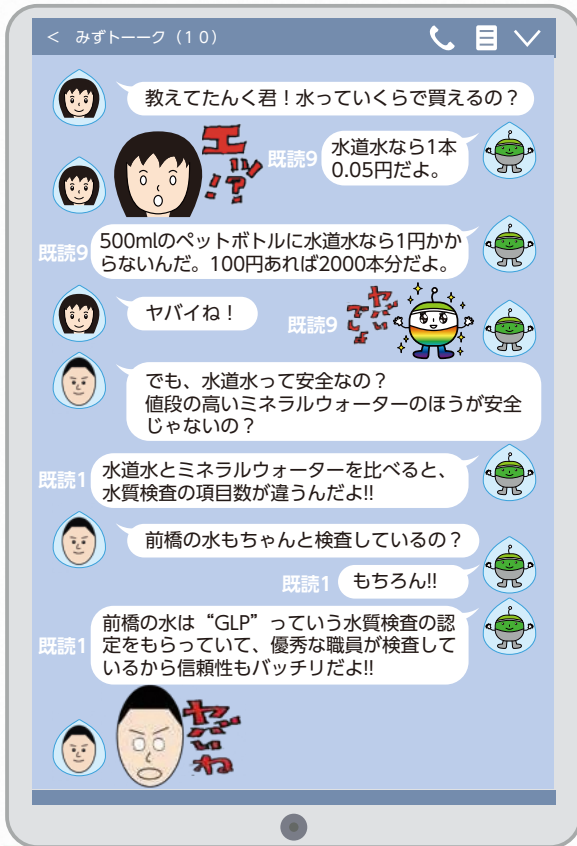 < みずトーーク（１０）
教えてたんく君！水っていくらで買えるの？
エッ!?
既読9
水道水なら1本
0.05円だよ。
既読9
500mlのペットボトルに水道水なら1円かか
らないんだ。100円あれば2000本分だよ。
ヤバイね！
既読9
ヤバい
でしょ
でも、水道水って安全なの？
値段の高いミネラルウォーターのほうが安全
じゃないの？
既読1
水道水とミネラルウォーターを比べると、
水質検査の項目数が違うんだよ!!
前橋の水もちゃんと検査しているの？
既読1
もちろん!!
既読1
前橋の水は“GLP”っていう水質検査の認
定をもらっていて、優秀な職員が検査して
いるから信頼性もバッチリだよ!!
ヤバいね